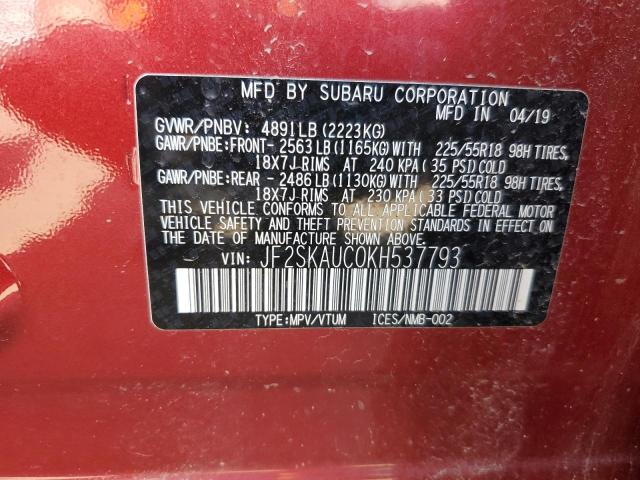 MFD BY SUBARU CORPORATION
MFD IN 04/19
GVWR/PNBV: 4891LB(2223KG)
GAWR/PNBE:FRONT- 2563LB(1165KG)WITH 225/55R18 98H TIRES,
18X7J RIMS AT 240 KPA(35 PSI)COLD
GAWR/PNBE:REAR - 2486LB(1130KG)WITH 225/55R18 98H TIRES,
18X7J RIMS AT 230 KPA(33 PSI)COLD
THIS VEHICLE CONFORMS TO ALL APPLICABLE FEDERAL MOTOR
VEHICLE SAFETY AND THEFT PREVENTION STANDARDS IN EFFECT
ON THE DATE OF MANUFACTURE SHOWN ABOVE.
VIN: JF2SKAUC0KH537793
TYPE:MPV/VTUM ICES/NMB-002